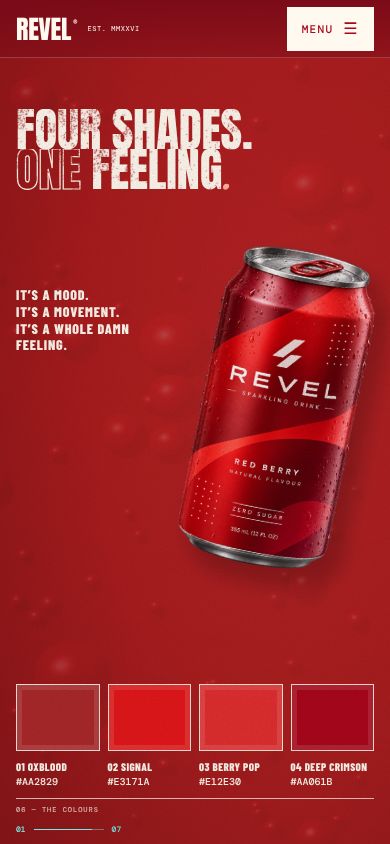 REVEL®
EST. MMXXVI
MENU
FOUR SHADES.
ONE FEELING.
IT'S A MOOD.
IT'S A MOVEMENT.
IT'S A WHOLE DAMN
FEELING.
REVEL
SPARKLING DRINK
RED BERRY
NATURAL FLAVOUR
ZERO SUGAR
355 mL (12 FL OZ)
01 OXBLOOD
#AA2829
02 SIGNAL
#E3171A
03 BERRY POP
#E12E30
04 DEEP CRIMSON
#AA061B
06 — THE COLOURS
01
07